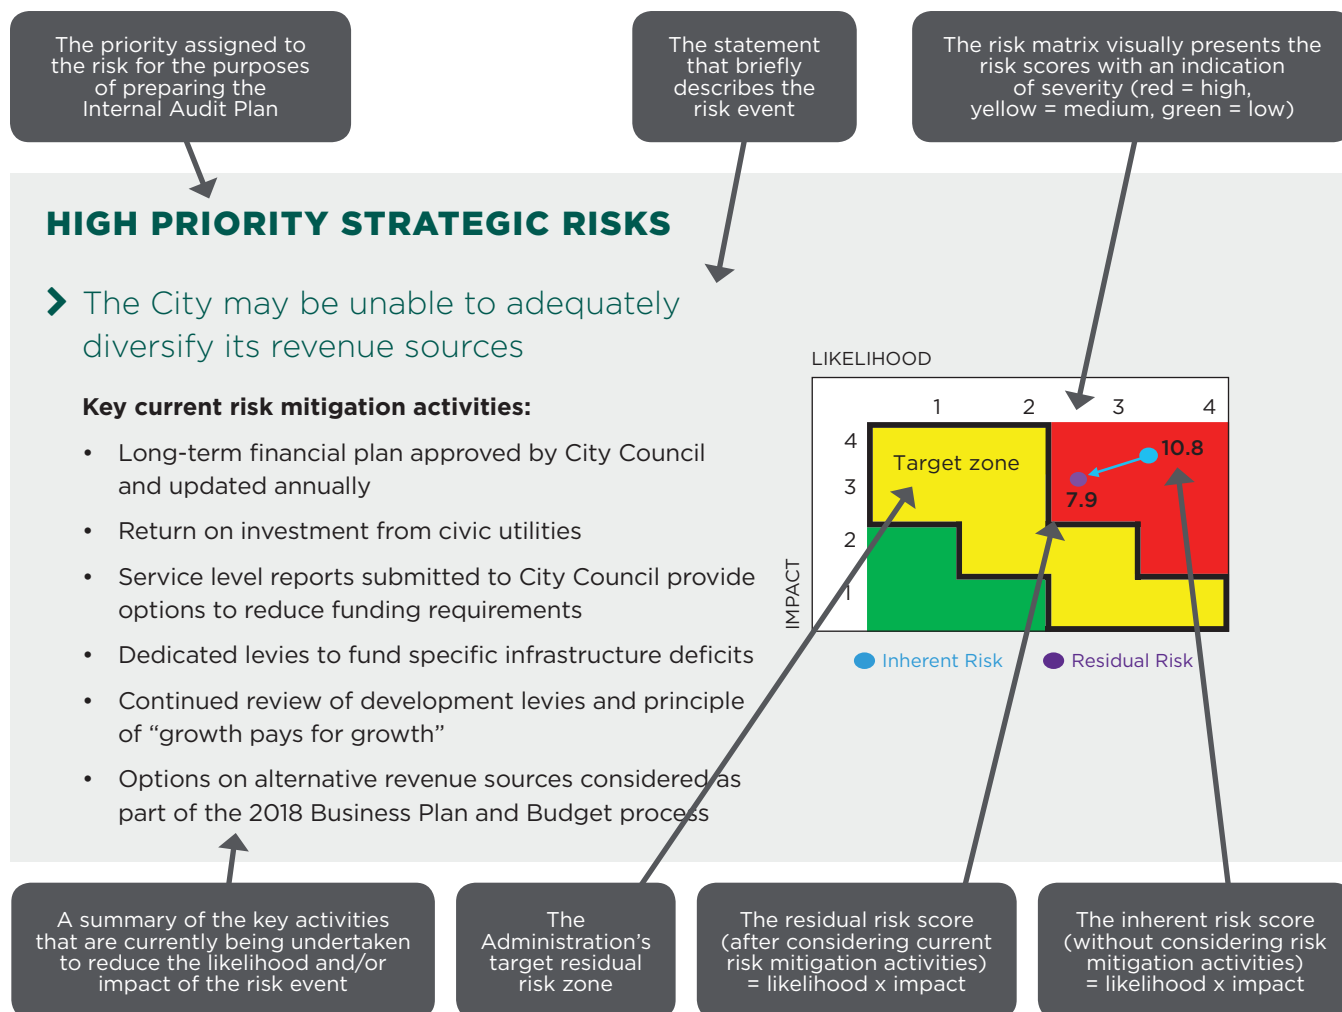 The priority assigned to
the risk for the purposes
of preparing the
Internal Audit Plan
The statement
that briefly
describes the
risk event
The risk matrix visually presents the
risk scores with an indication
of severity (red = high,
yellow = medium, green = low)
HIGH PRIORITY STRATEGIC RISKS
The City may be unable to adequately
diversify its revenue sources
Key current risk mitigation activities:
• Long-term financial plan approved by City Council
and updated annually
• Return on investment from civic utilities
• Service level reports submitted to City Council provide
options to reduce funding requirements
• Dedicated levies to fund specific infrastructure deficits
• Continued review of development levies and principle
of “growth pays for growth”
• Options on alternative revenue sources considered as
part of the 2018 Business Plan and Budget process
LIKELIHOOD
1 2 3 4
4
3
2
1
IMPACT
Target zone
10.8
7.9
Inherent Risk
Residual Risk
A summary of the key activities
that are currently being undertaken
to reduce the likelihood and/or
impact of the risk event
The
Administration’s
target residual
risk zone
The residual risk score
(after considering current
risk mitigation activities)
= likelihood x impact
The inherent risk score
(without considering risk
mitigation activities)
= likelihood x impact